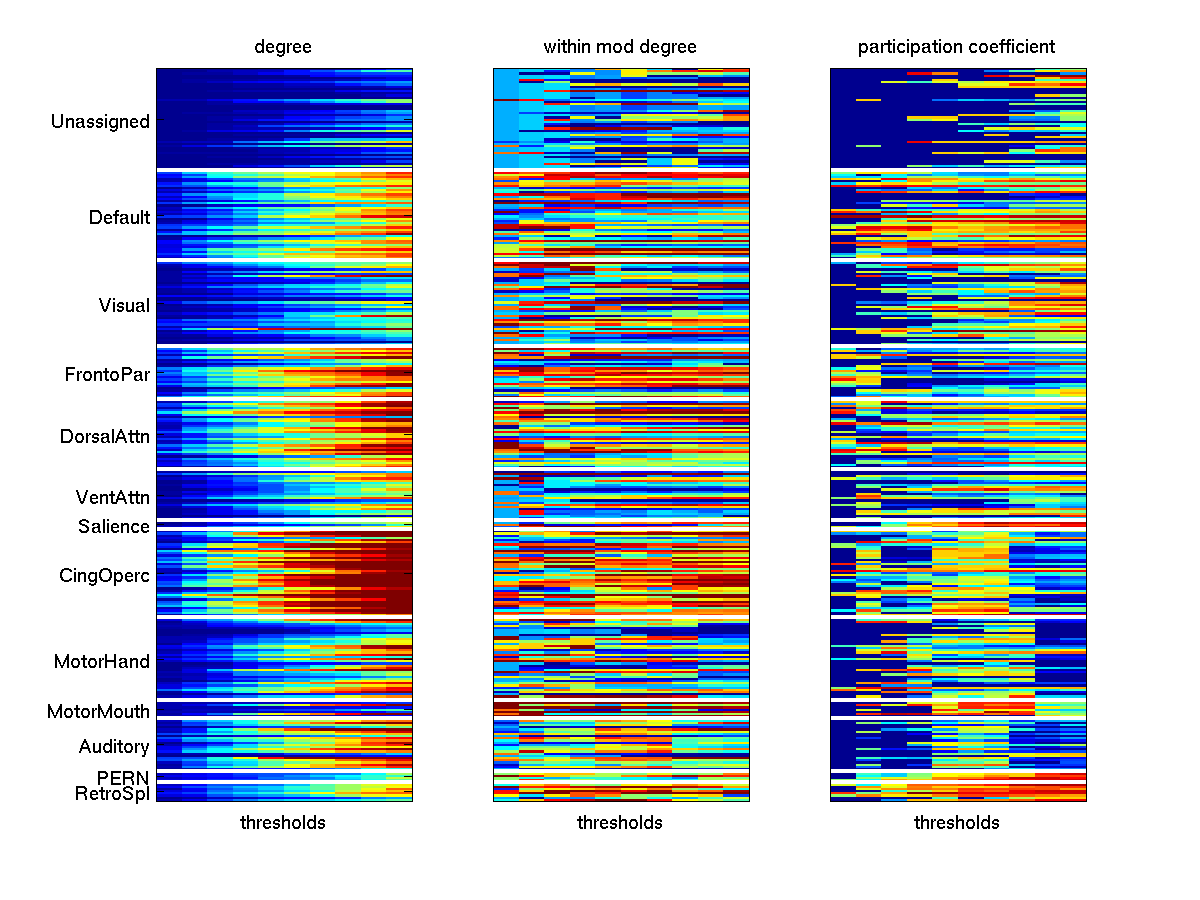 degree
within mod degree
participation coefficient
Unassigned
Default
Visual
FrontoPar
DorsalAttn
VentAttn
Salience
CingOperc
MotorHand
MotorMouth
Auditory
PERN
RetroSpl
thresholds
thresholds
thresholds